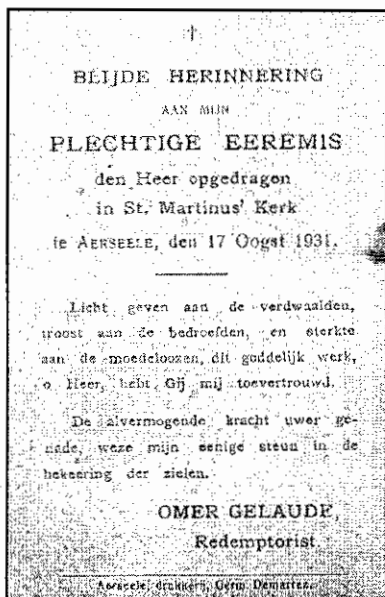 BLIJDE HERINNERING
AAN MIJN
PLECHTIGE EEREMIS
den Heer opgedragen
in St. Martinus' Kerk
te AERSEELE, den 17 Oogst 1931.
Licht geven aan de verdwaalden,
troost aan de bedroefden, en sterkte
aan de moedeloozen, dit goddelijk werk,
o Heer, hebt Gij mij toevertrouwd.
De alvermogende kracht uwer ge-
nade, weze mijn eenige steun in de
bekeering der zielen.
OMER GELAUDE,
Redemptorist
Aerseele, drukkerij, Germ. Demarteau